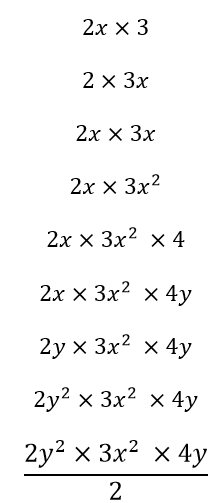 2x × 3
2 × 3x
2x × 3x
2x × 3x²
2x × 3x² × 4
2x × 3x² × 4y
2y × 3x² × 4y
2y² × 3x² × 4y
2y² × 3x² × 4y
2